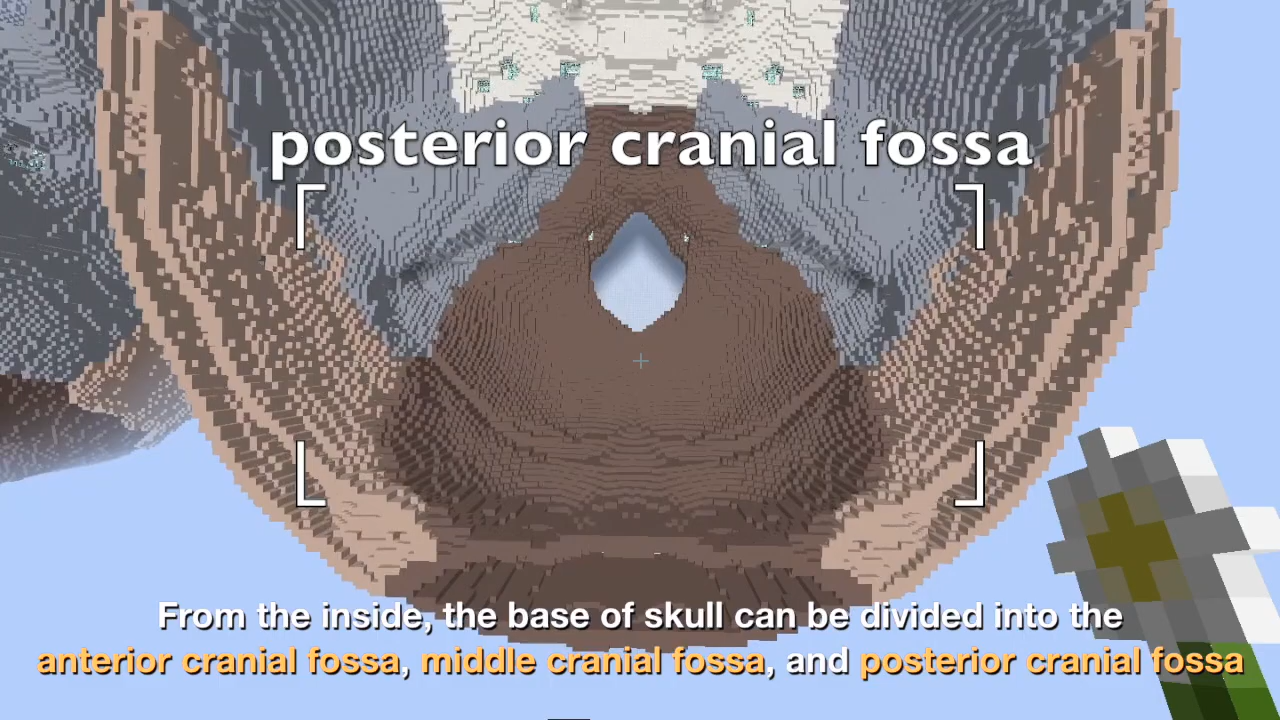 posterior cranial fossa
From the inside, the base of skull can be divided into the
anterior cranial fossa, middle cranial fossa, and posterior cranial fossa